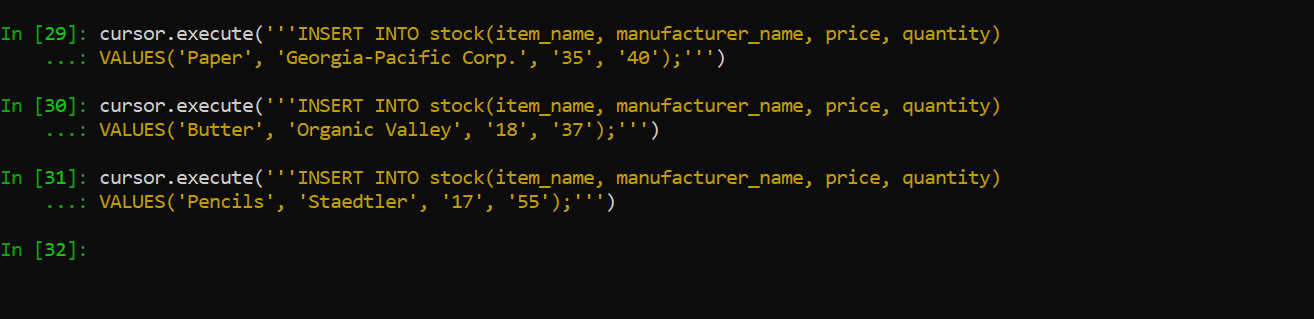 In [29]: cursor.execute('''INSERT INTO stock(item_name, manufacturer_name, price, quantity)
    ...: VALUES('Paper', 'Georgia-Pacific Corp.', '35', '40');''')
In [30]: cursor.execute('''INSERT INTO stock(item_name, manufacturer_name, price, quantity)
    ...: VALUES('Butter', 'Organic Valley', '18', '37');''')
In [31]: cursor.execute('''INSERT INTO stock(item_name, manufacturer_name, price, quantity)
    ...: VALUES('Pencils', 'Staedtler', '17', '55');''')
In [32]: